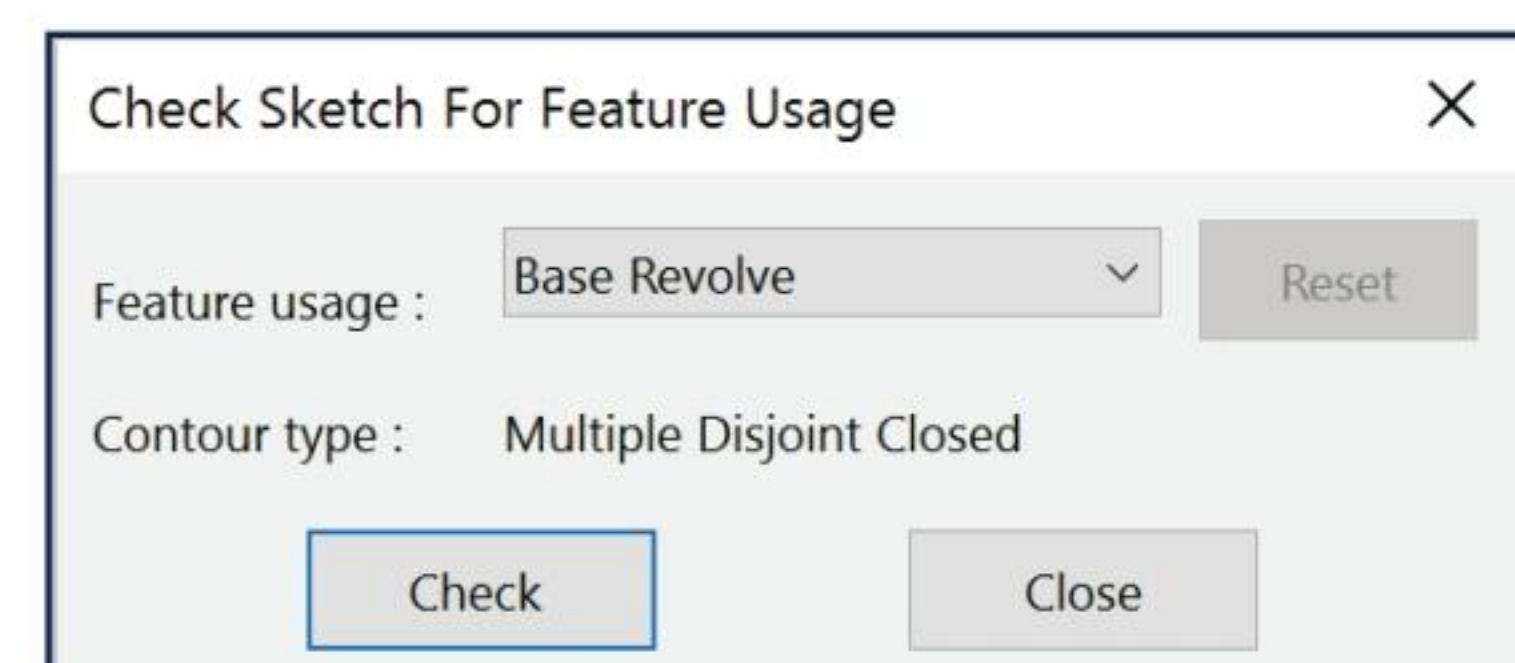 Check Sketch For Feature Usage
Feature usage : Base Revolve Reset
Contour type : Multiple Disjoint Closed
Check Close